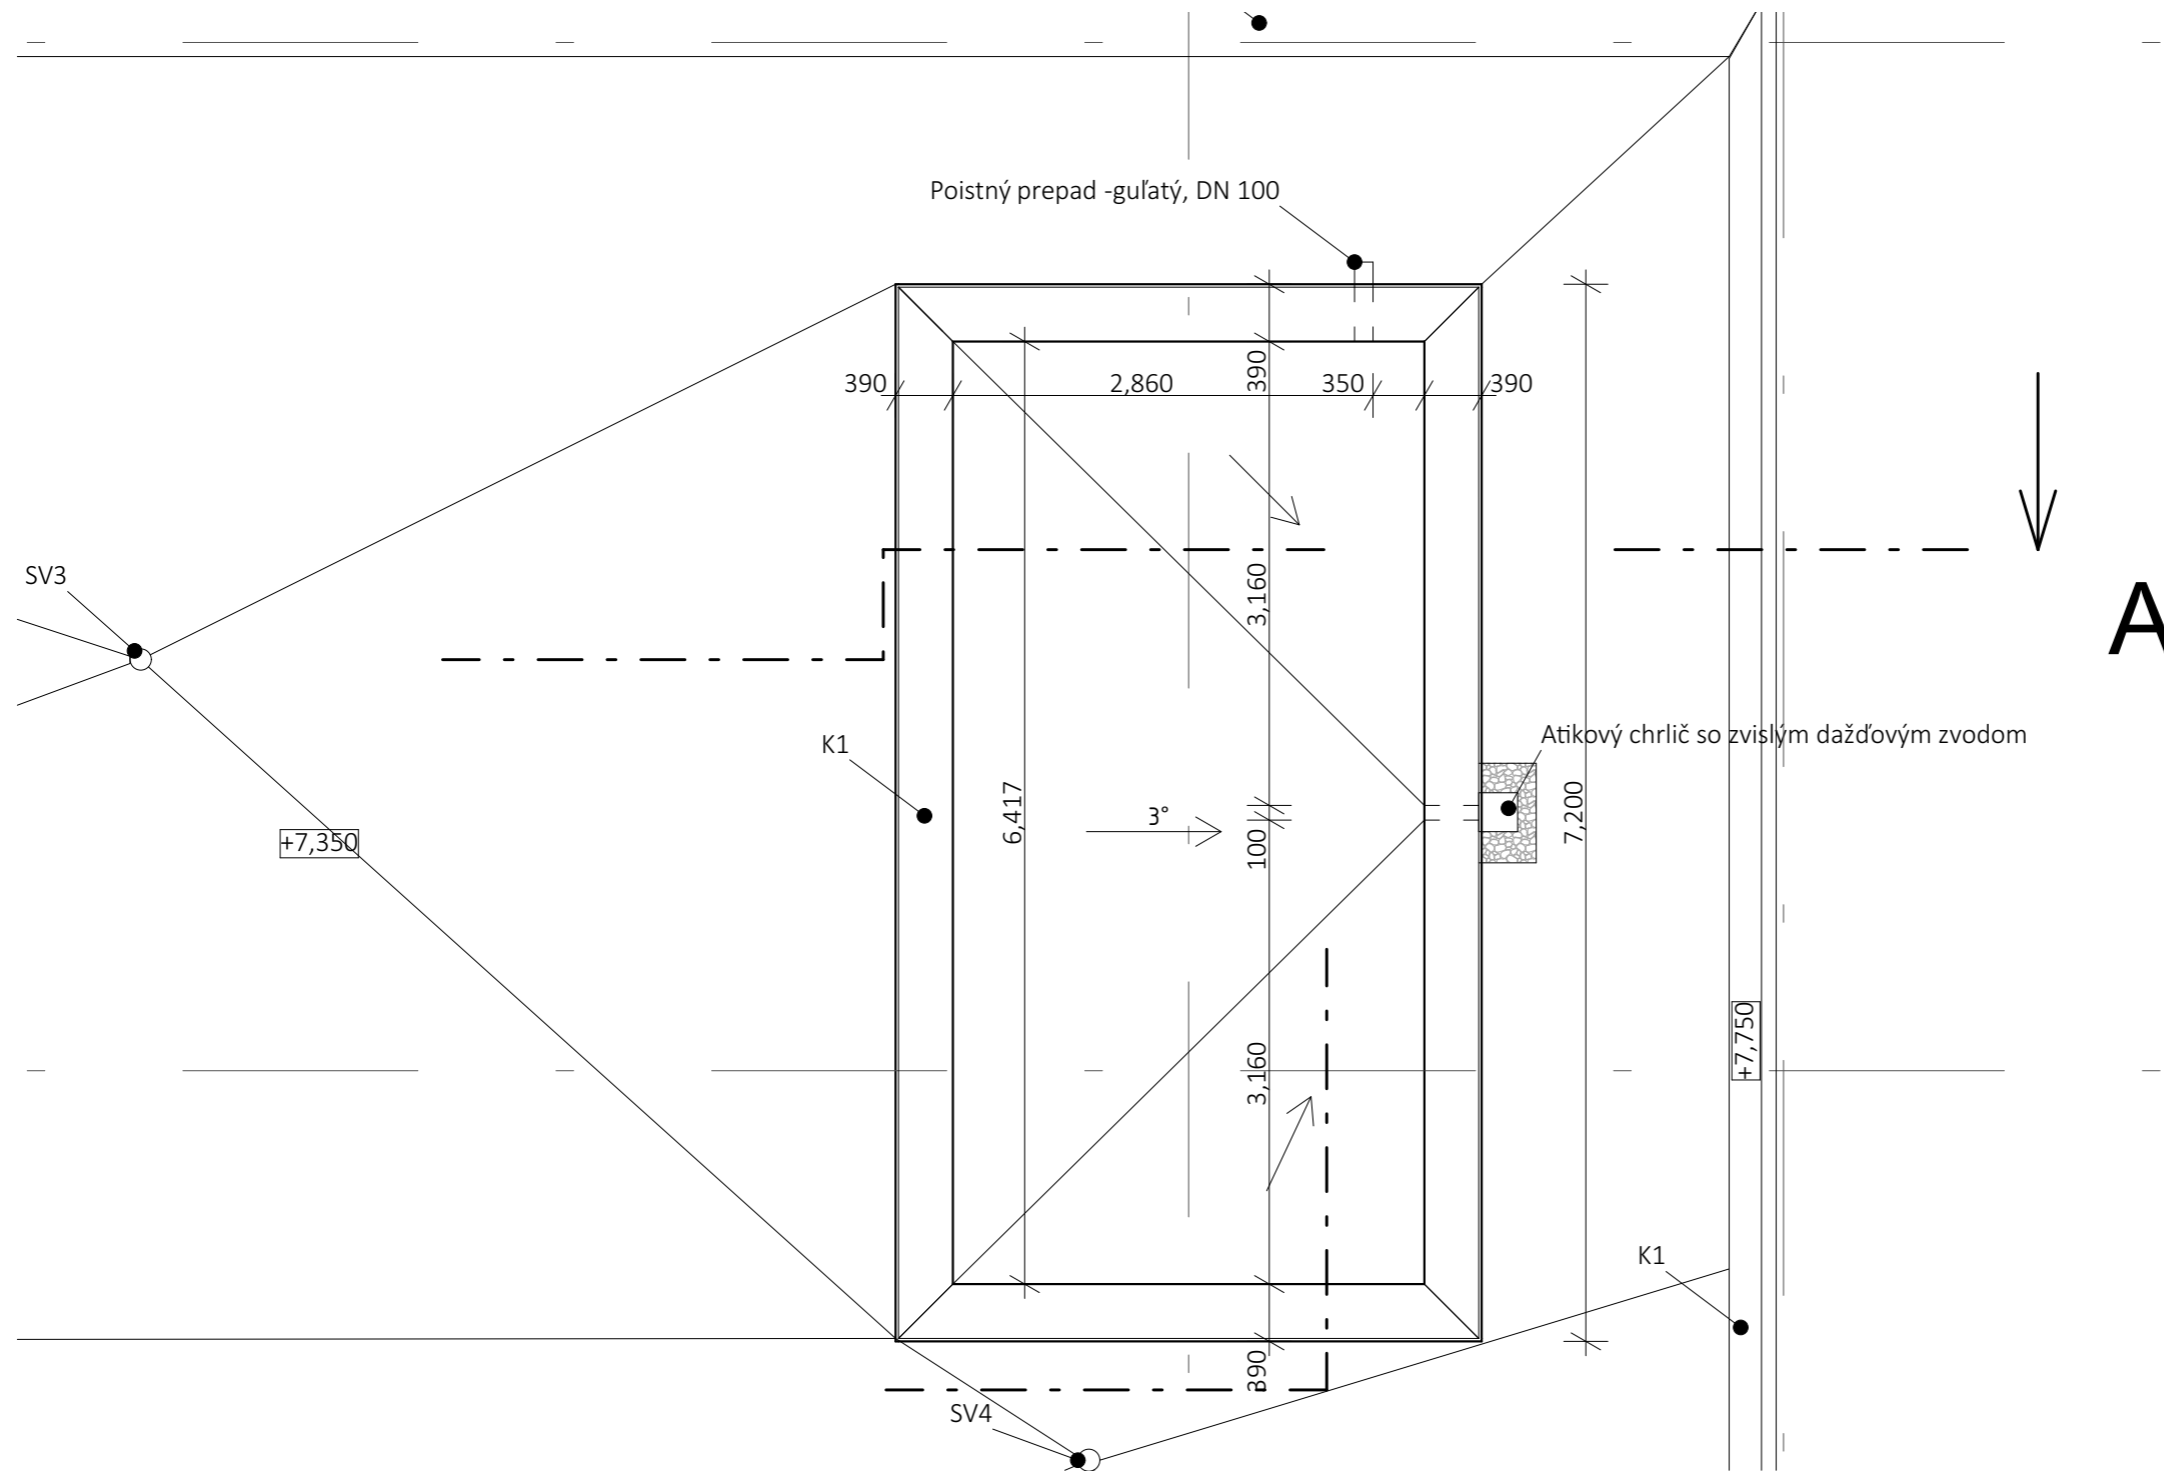 Poistný prepad -guľatý, DN 100
390
2,860
390
350
390
3,160
SV3
A
Atikový chrlič so zvislým dažďovým zvodom
K1
6,417
3°
100
7,200
+7,350
+7,750
3,160
K1
390
SV4